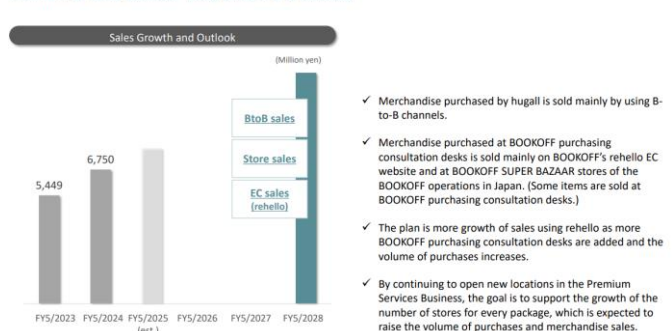 Sales Growth and Outlook
(Million yen)
BtoB sales
Store sales
EC sales
(rehello)
5,449
6,750
FY5/2023 FY5/2024 FY5/2025 FY5/2026 FY5/2027 FY5/2028
(est.)
✓ Merchandise purchased by hugall is sold mainly by using B-
to-B channels.
✓ Merchandise purchased at BOOKOFF purchasing
consultation desks is sold mainly on BOOKOFF's rehello EC
website and at BOOKOFF SUPER BAZAAR stores of the
BOOKOFF operations in Japan. (Some items are sold at
BOOKOFF purchasing consultation desks.)
✓ The plan is more growth of sales using rehello as more
BOOKOFF purchasing consultation desks are added and the
volume of purchases increases.
✓ By continuing to open new locations in the Premium
Services Business, the goal is to support the growth of the
number of stores for every package, which is expected to
raise the volume of purchases and merchandise sales.